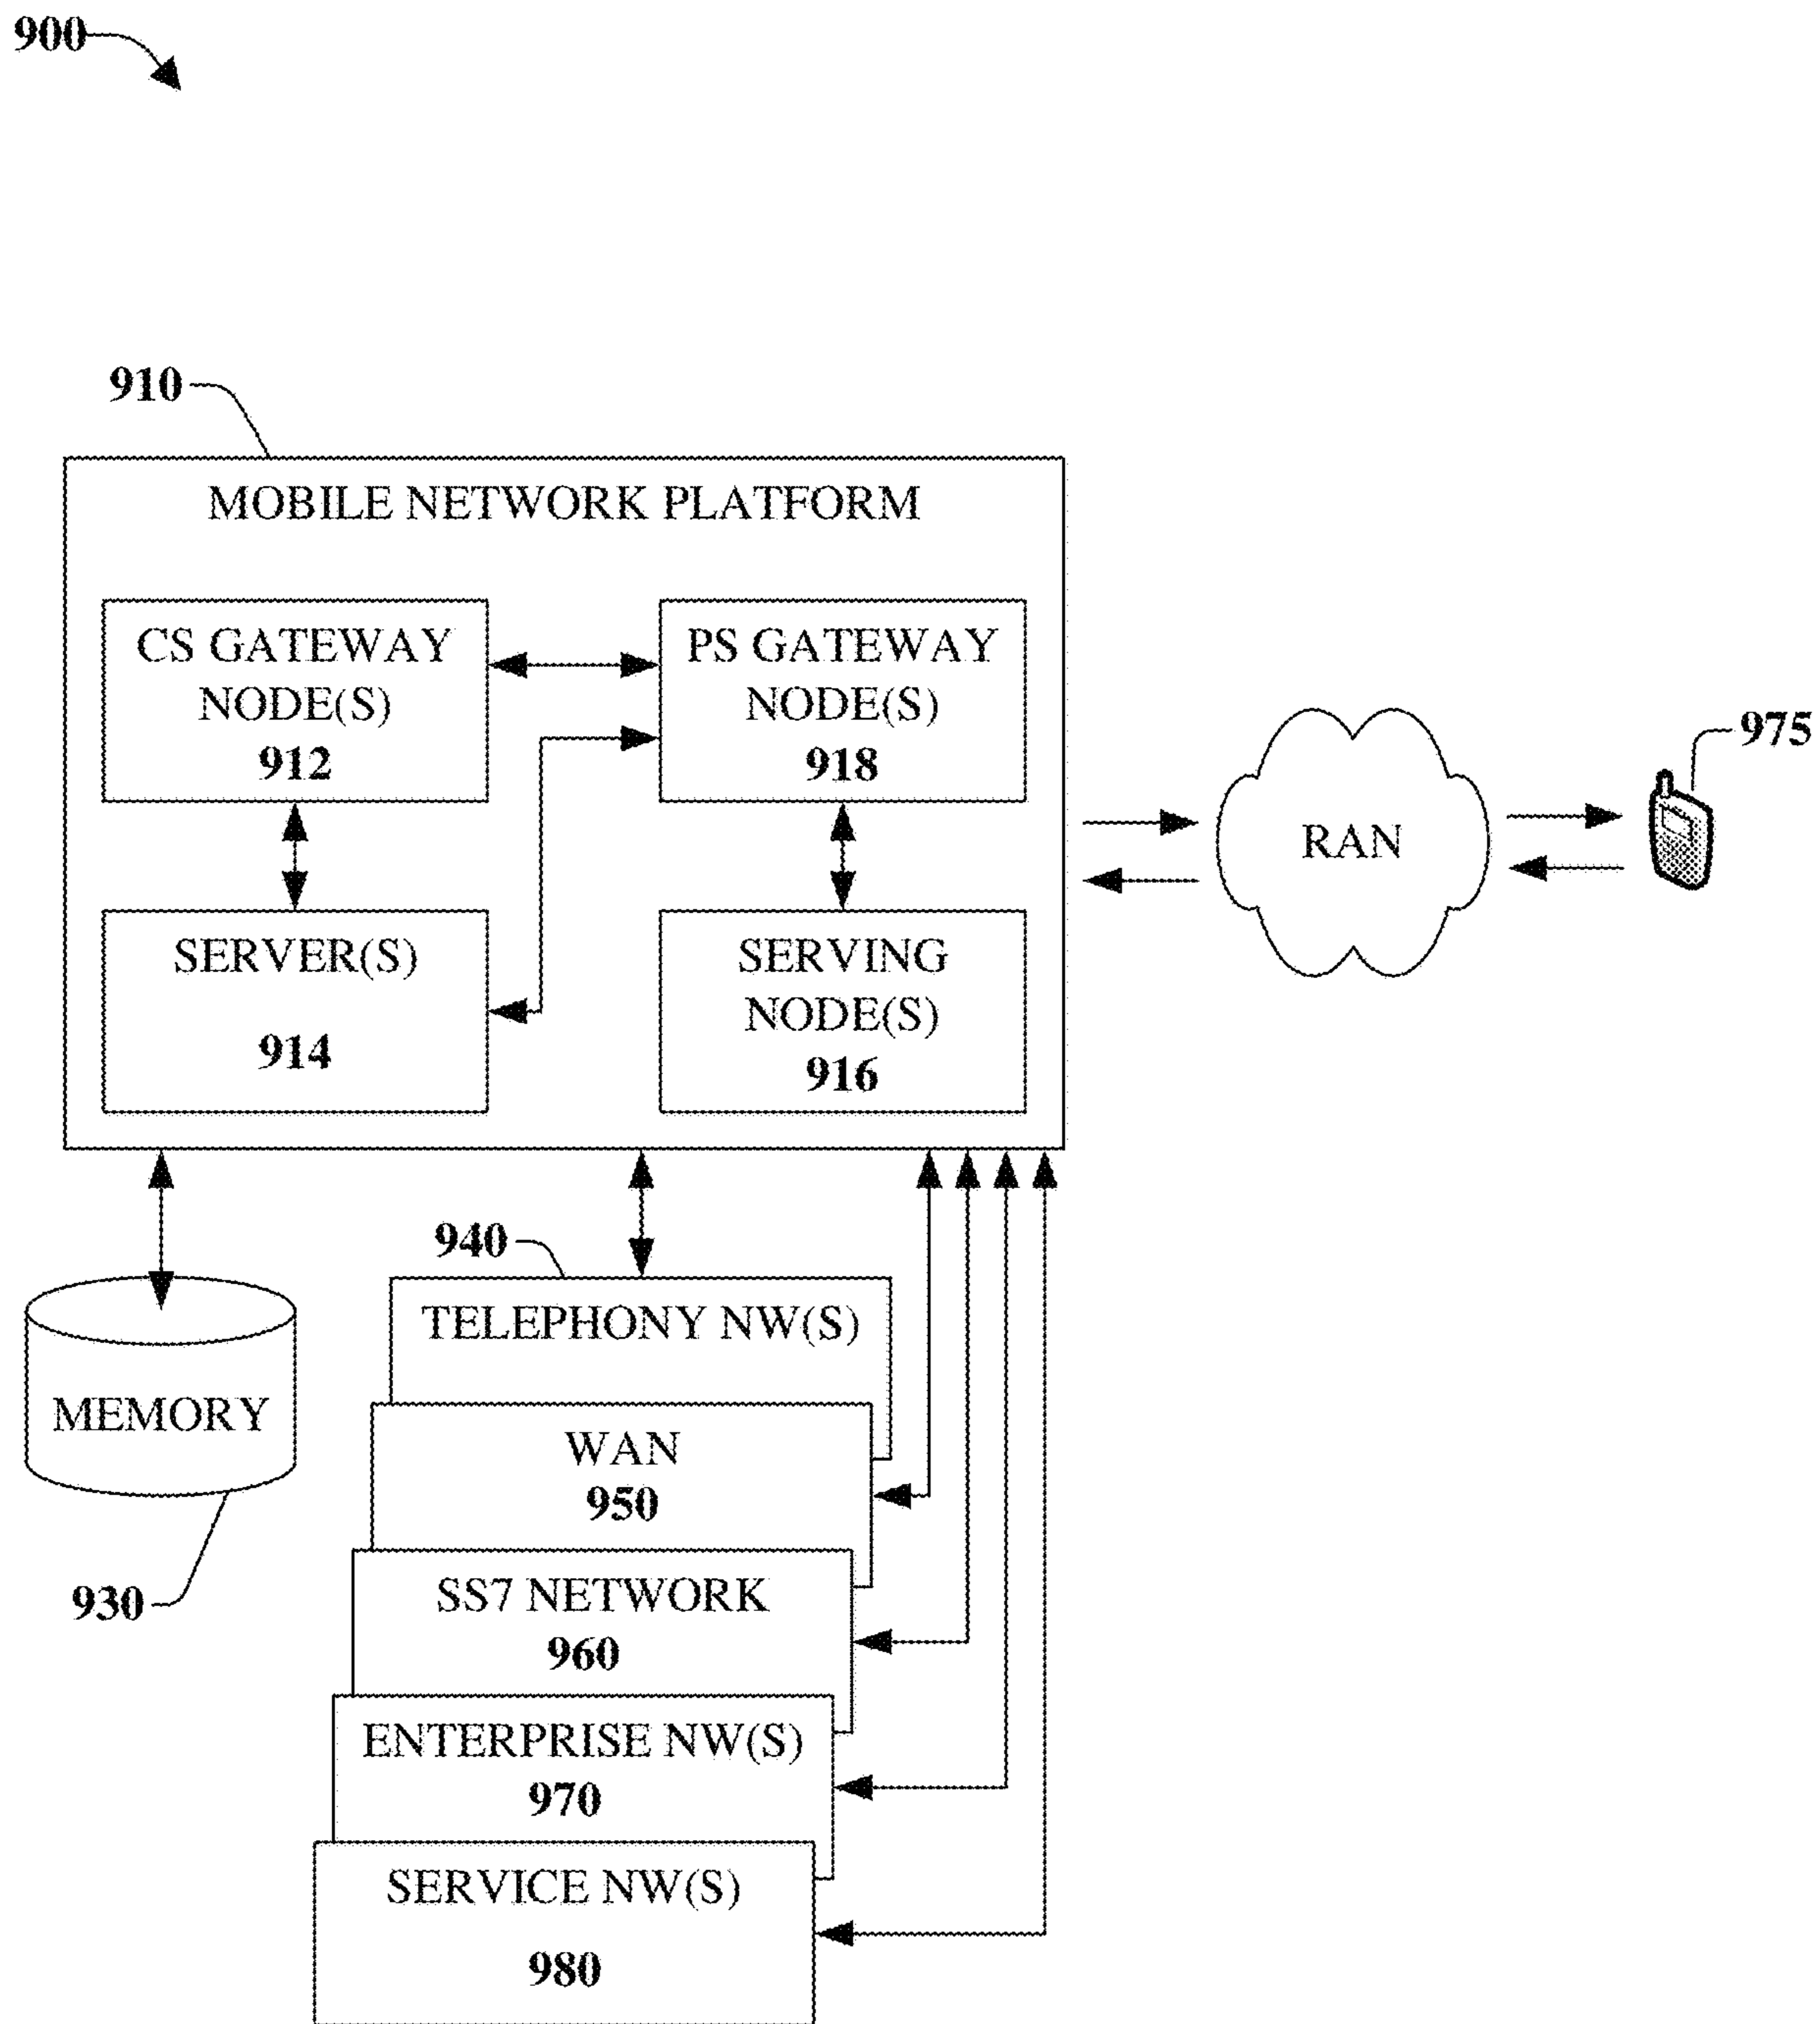 900
910
MOBILE NETWORK PLATFORM
CS GATEWAY
NODE(S)
912
PS GATEWAY
NODE(S)
918
SERVER(S)
914
SERVING
NODE(S)
916
RAN
975
940
TELEPHONY NW(S)
MEMORY
930
WAN
950
SS7 NETWORK
960
ENTERPRISE NW(S)
970
SERVICE NW(S)
980